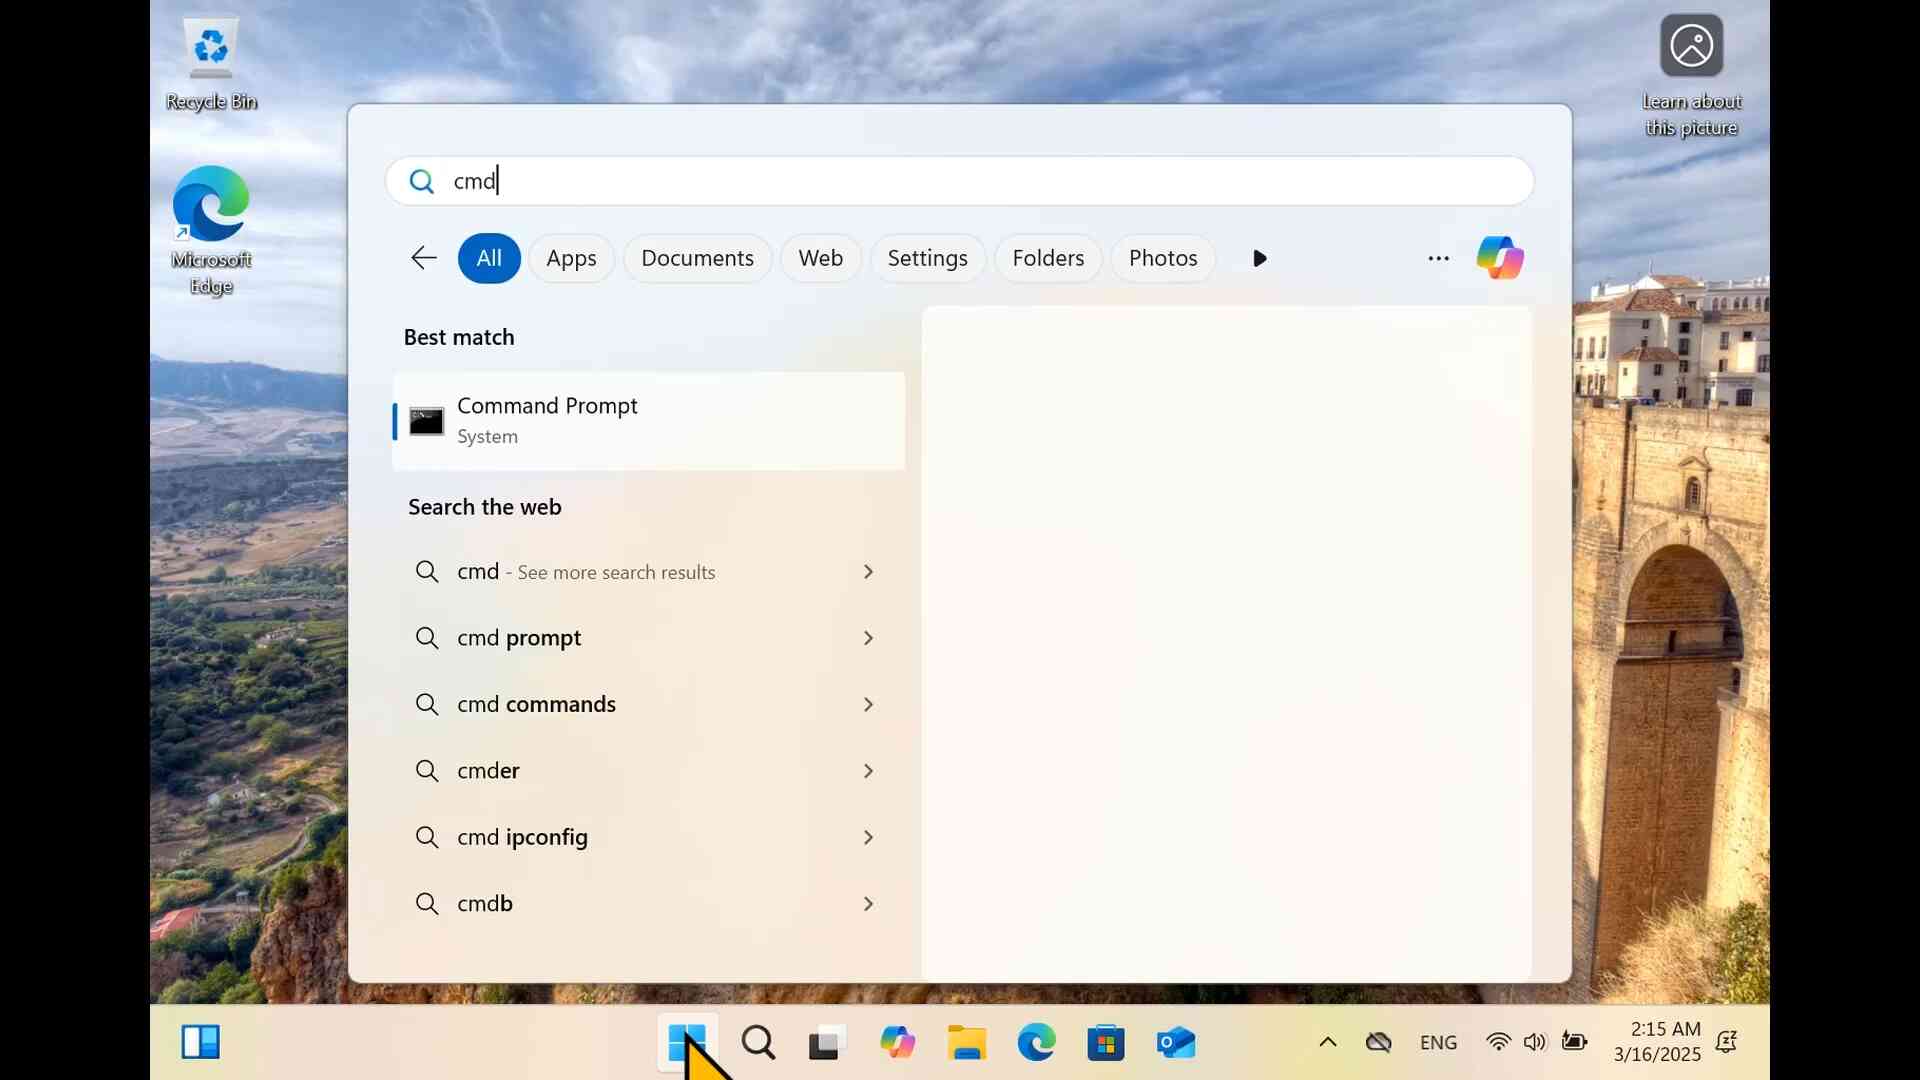 Recycle Bin
Learn about
this picture
Microsoft
Edge
cmd
All Apps Documents Web Settings Folders Photos
Best match
Command Prompt
System
Search the web
cmd - See more search results
cmd prompt
cmd commands
cmder
cmd ipconfig
cmdb
ENG
2:15 AM
3/16/2025